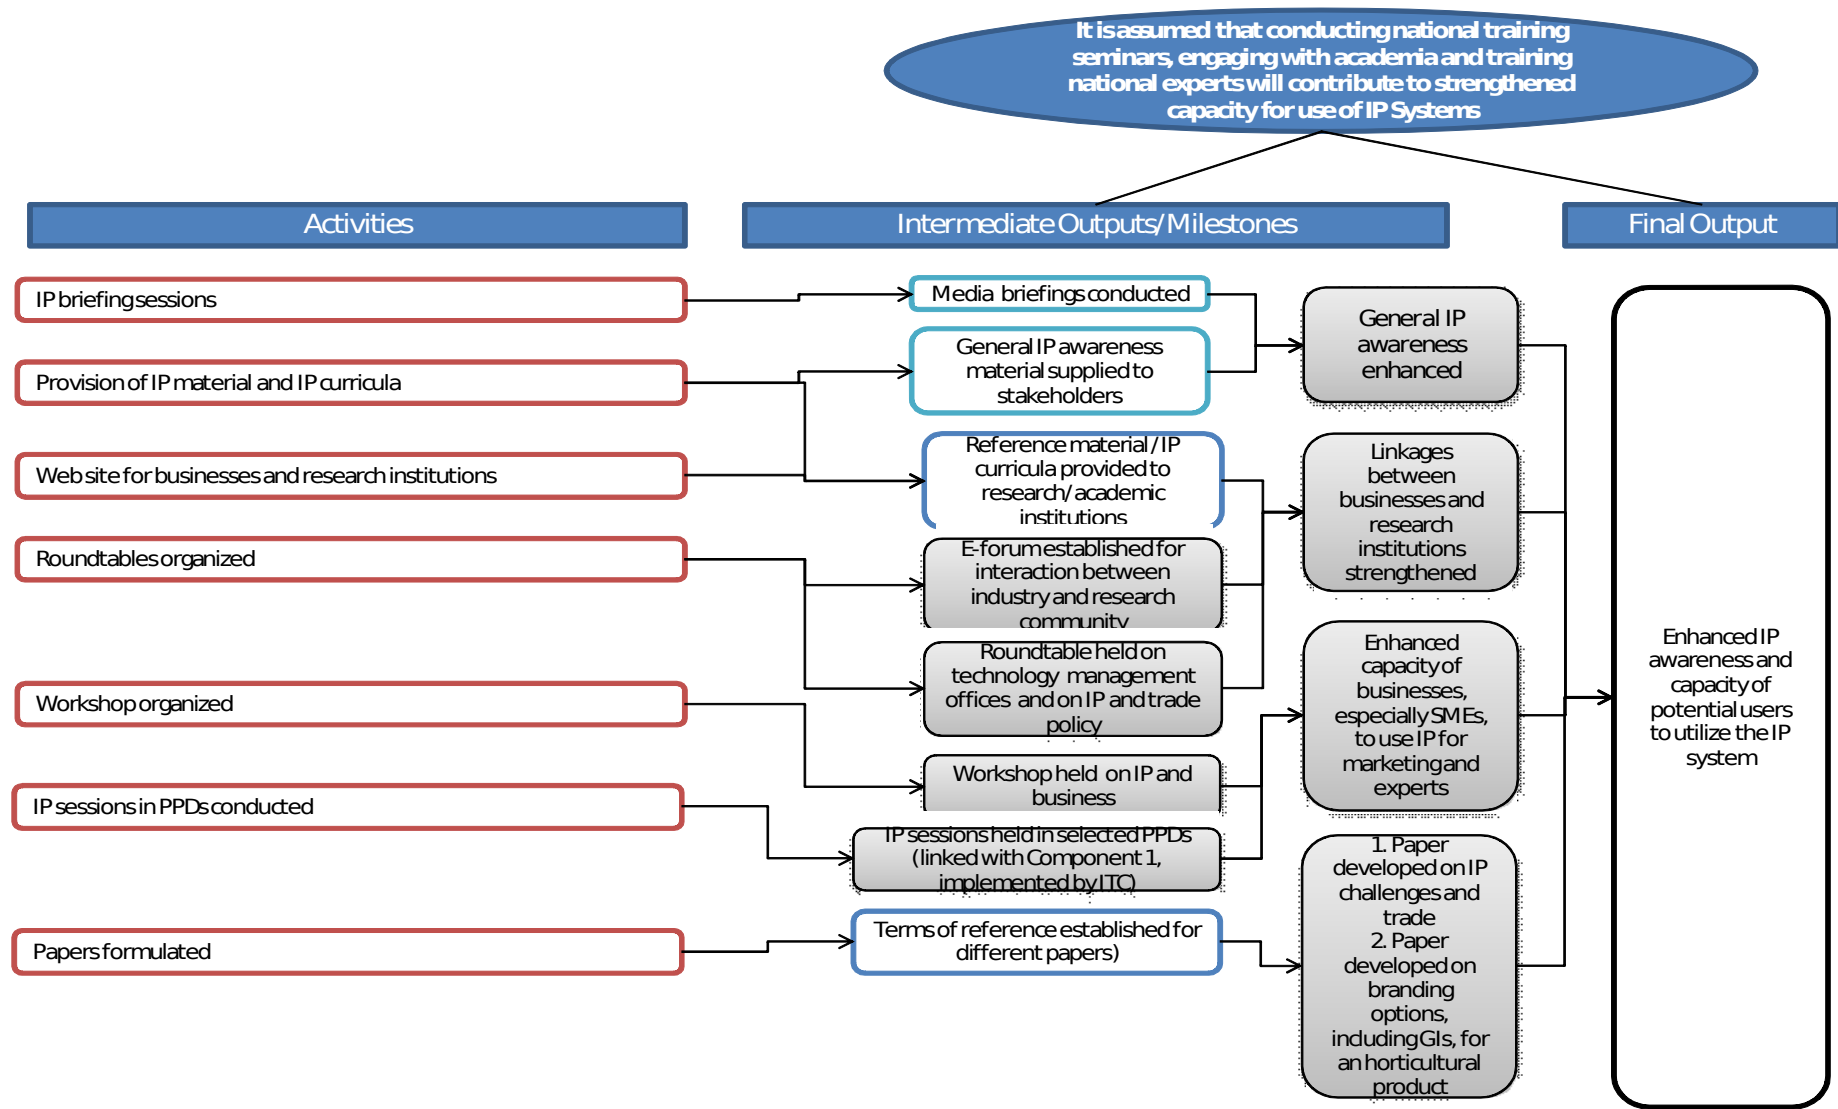 It is assumed that conducting national training
seminars, engaging with academia and training
national experts will contribute to strengthened
capacity for use of IP Systems
Activities
Intermediate Outputs/ Milestones
Final Output
IP briefing sessions
Provision of IP material and IP curricula
Web site for businesses and research institutions
Roundtables organized
Workshop organized
IP sessions in PPDs conducted
Papers formulated
Media briefings conducted
General IP awareness
material supplied to
stakeholders
Reference material / IP
curricula provided to
research/ academic
institutions
E-forum established for
interaction between
industry and research
community
Roundtable held on
technology management
offices and on IP and trade
policy
Workshop held on IP and
business
IP sessions held in selected PPDs
(linked with Component 1,
implemented by ITC)
Terms of reference established for
different papers)
General IP
awareness
enhanced
Linkages
between
businesses and
research
institutions
strengthened
Enhanced
capacity of
businesses,
especially SMEs,
to use IP for
marketing and
experts
1. Paper
developed on IP
challenges and
trade
2. Paper
developed on
branding
options,
including GIs, for
an horticultural
product
Enhanced IP
awareness and
capacity of
potential users
to utilize the IP
system